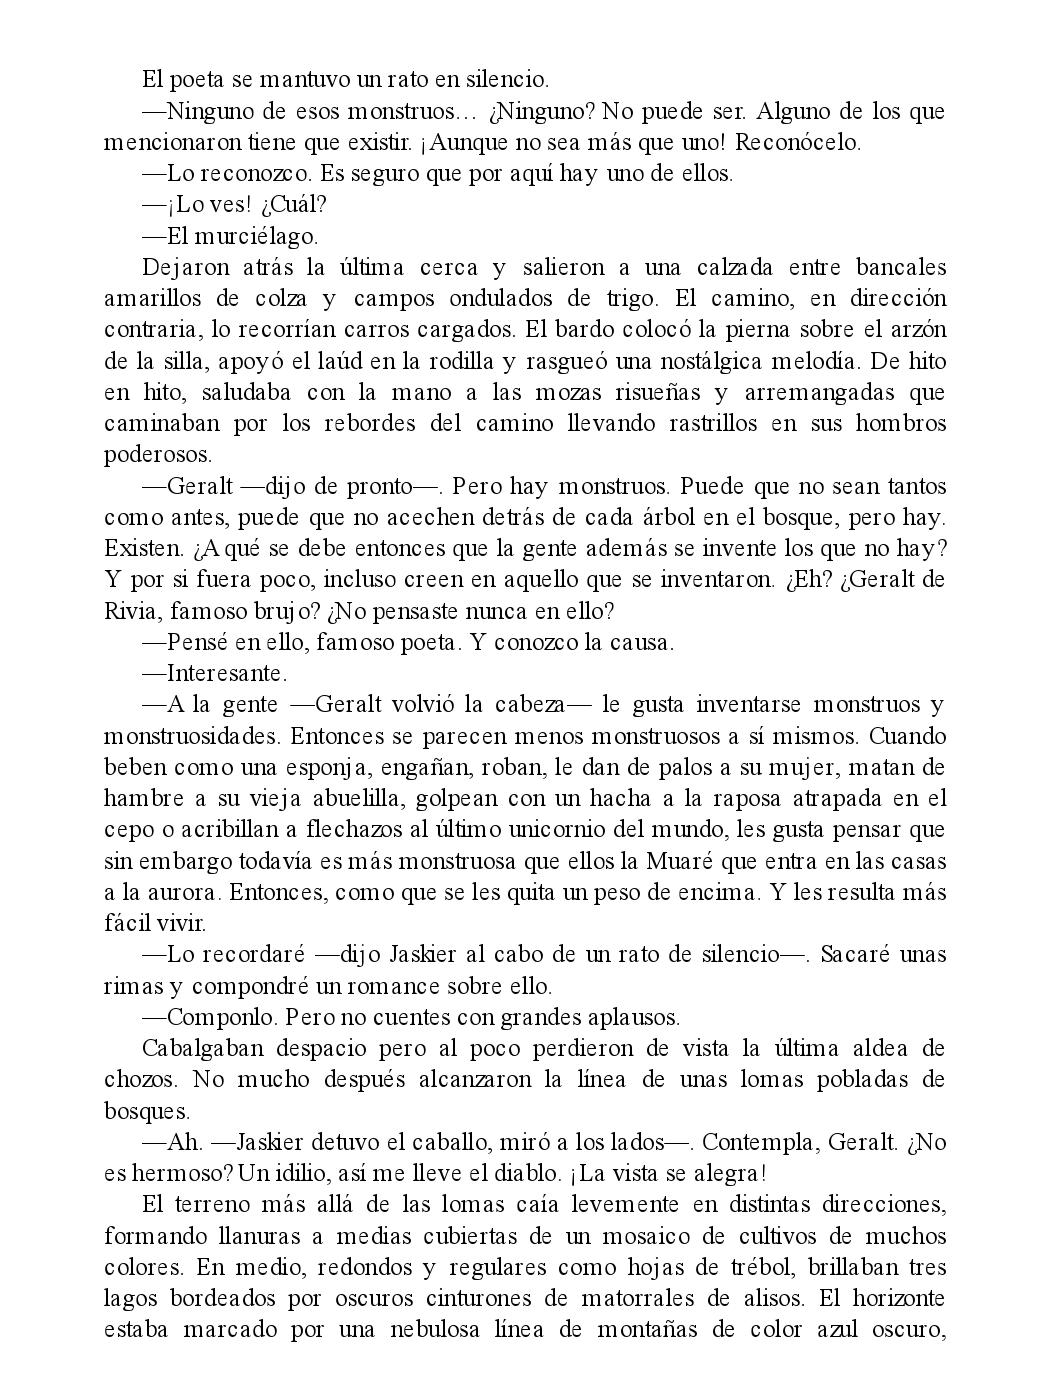 El poeta se mantuvo un rato en silencio.
—Ninguno de esos monstruos… ¿Ninguno? No puede ser. Alguno de los que
mencionaron tiene que existir. ¡Aunque no sea más que uno! Reconócelo.
—Lo reconozco. Es seguro que por aquí hay uno de ellos.
—¡Lo ves! ¿Cuál?
—El murciélago.
Dejaron atrás la última cerca y salieron a una calzada entre bancales
amarillos de colza y campos ondulados de trigo. El camino, en dirección
contraria, lo recorrían carros cargados. El bardo colocó la pierna sobre el arzón
de la silla, apoyó el laúd en la rodilla y rasgueó una nostálgica melodía. De hito
en hito, saludaba con la mano a las mozas risueñas y arremangadas que
caminaban por los rebordes del camino llevando rastrillos en sus hombros
poderosos.
—Geralt —dijo de pronto—. Pero hay monstruos. Puede que no sean tantos
como antes, puede que no acechen detrás de cada árbol en el bosque, pero hay.
Existen. ¿A qué se debe entonces que la gente además se invente los que no hay?
Y por si fuera poco, incluso creen en aquello que se inventaron. ¿Eh? ¿Geralt de
Rivia, famoso brujo? ¿No pensaste nunca en ello?
—Pensé en ello, famoso poeta. Y conozco la causa.
—Interesante.
—A la gente —Geralt volvió la cabeza— le gusta inventarse monstruos y
monstruosidades. Entonces se parecen menos monstruosos a sí mismos. Cuando
beben como una esponja, engañan, roban, le dan de palos a su mujer, matan de
hambre a su vieja abuelilla, golpean con un hacha a la raposa atrapada en el
cepo o acribillan a flechazos al último unicornio del mundo, les gusta pensar que
sin embargo todavía es más monstruosa que ellos la Muaré que entra en las casas
a la aurora. Entonces, como que se les quita un peso de encima. Y les resulta más
fácil vivir.
—Lo recordaré —dijo Jaskier al cabo de un rato de silencio—. Sacaré unas
rimas y compondré un romance sobre ello.
—Componlo. Pero no cuentes con grandes aplausos.
Cabalgaban despacio pero al poco perdieron de vista la última aldea de
chozos. No mucho después alcanzaron la línea de unas lomas pobladas de
bosques.
—Ah. —Jaskier detuvo el caballo, miró a los lados—. Contempla, Geralt. ¿No
es hermoso? Un idilio, así me lleve el diablo. ¡La vista se alegra!
El terreno más allá de las lomas caía levemente en distintas direcciones,
formando llanuras a medias cubiertas de un mosaico de cultivos de muchos
colores. En medio, redondos y regulares como hojas de trébol, brillaban tres
lagos bordeados por oscuros cinturones de matorrales de alisos. El horizonte
estaba marcado por una nebulosa línea de montañas de color azul oscuro,